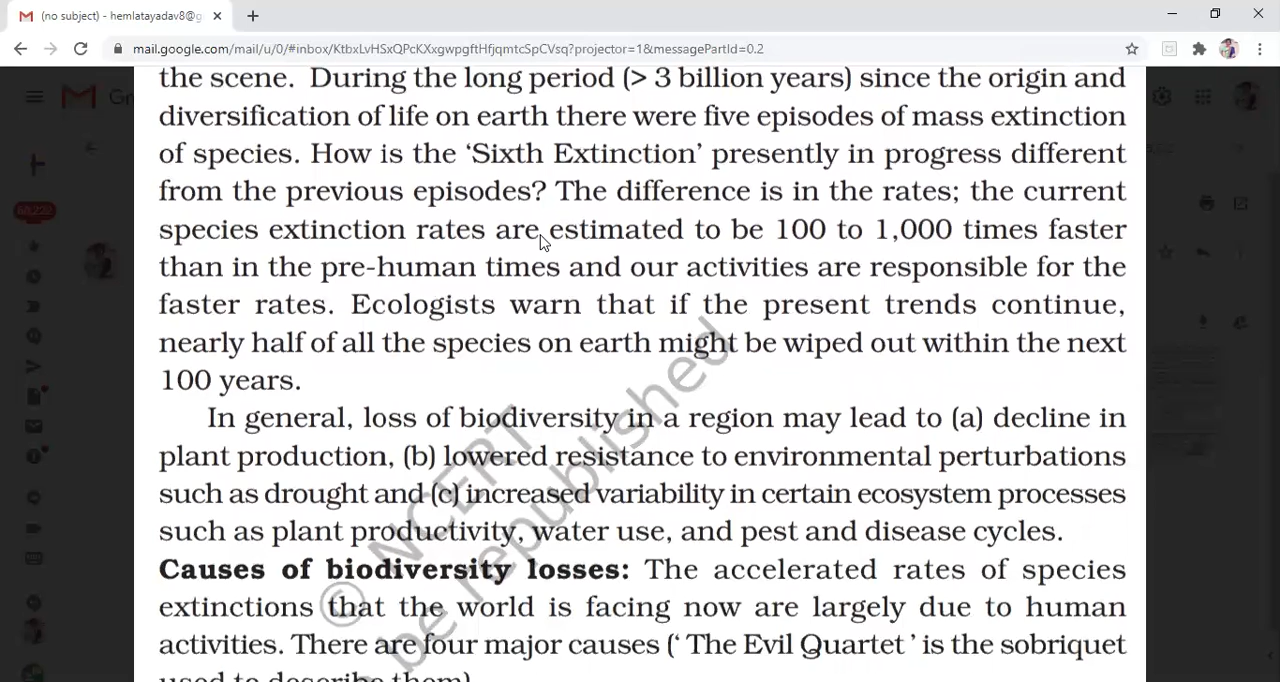 (no subject) - hemlatayadav8@g
mail.google.com/mail/u/0/#inbox/KtbxLvHSxQPcKXxgwpgftHfjqmtcSpCVsq?projector=1&messagePartId=0.2
the scene. During the long period (> 3 billion years) since the origin and
diversification of life on earth there were five episodes of mass extinction
of species. How is the ‘Sixth Extinction’ presently in progress different
from the previous episodes? The difference is in the rates; the current
species extinction rates are estimated to be 100 to 1,000 times faster
than in the pre-human times and our activities are responsible for the
faster rates. Ecologists warn that if the present trends continue,
nearly half of all the species on earth might be wiped out within the next
100 years.
In general, loss of biodiversity in a region may lead to (a) decline in
plant production, (b) lowered resistance to environmental perturbations
such as drought and (c) increased variability in certain ecosystem processes
such as plant productivity, water use, and pest and disease cycles.
Causes of biodiversity losses: The accelerated rates of species
extinctions that the world is facing now are largely due to human
activities. There are four major causes (‘ The Evil Quartet ’ is the sobriquet
used to describe them)
© NCERT
be republished